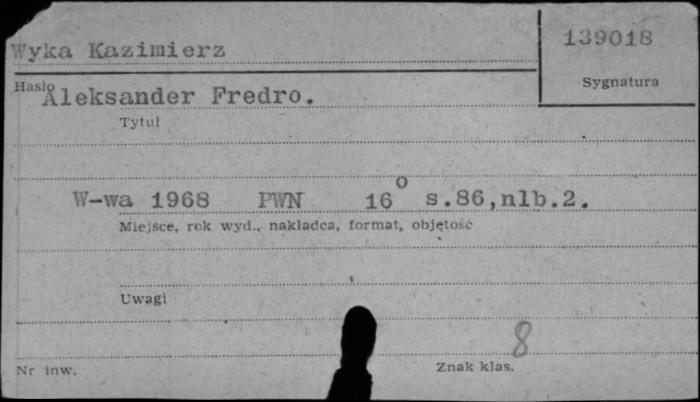 Wyka Kazimierz
139018
Hasło
Sygnatura
Aleksander Fredro.
Tytuł
W-wa 1968 PWN 16° s.86,nlb.2.
Miejsce, rok wyd., nakładca, format, objętość
Uwagi
8
Nr inw.
Znak klas.